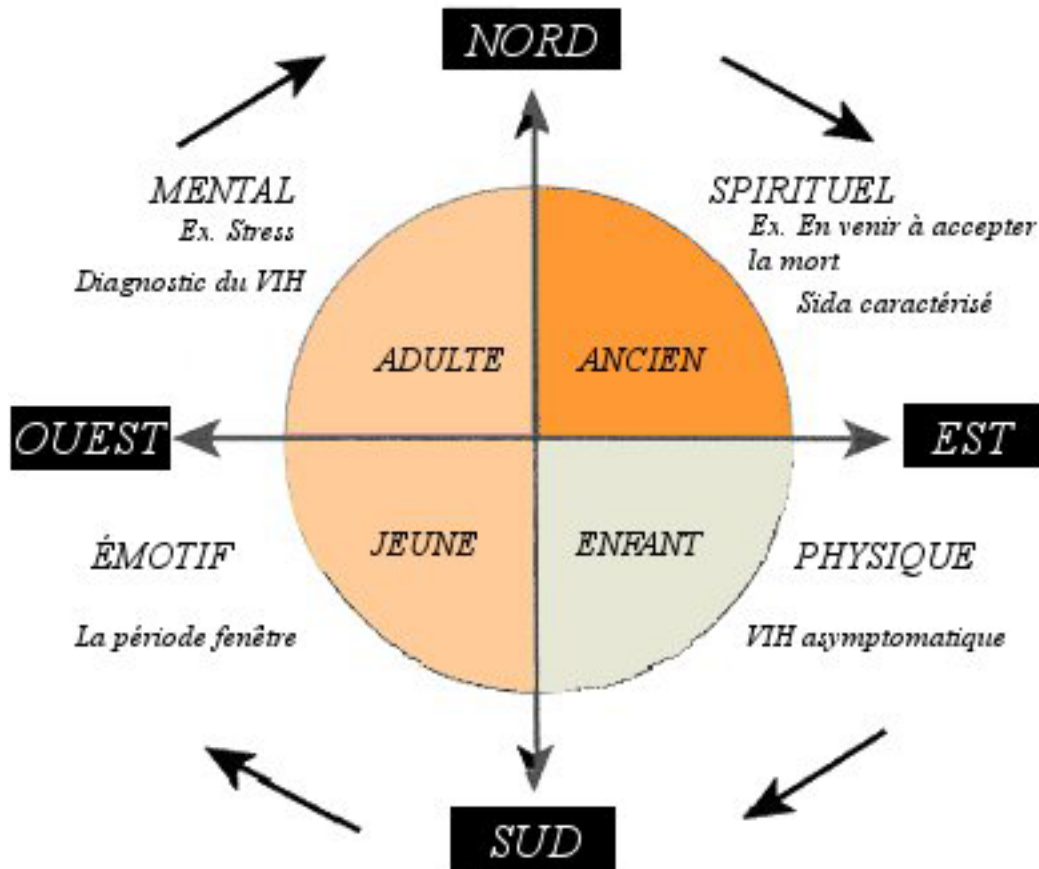 NORD
MENTAL
Ex. Stress
Diagnostic du VIH
SPIRITUEL
Ex. En venir à accepter
la mort
Sida caractérisé
ADULTE
ANCIEN
OUEST
EST
JEUNE
ENFANT
ÉMOTIF
La période fenêtre
PHYSIQUE
VIH asymptomatique
SUD